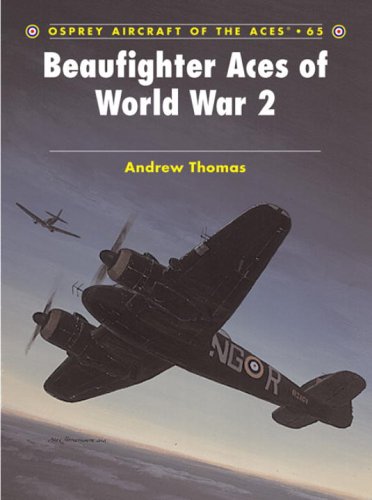 OSPREY AIRCRAFT OF THE ACES® • 65
Beaufighter Aces of
World War 2
Andrew Thomas
NG R